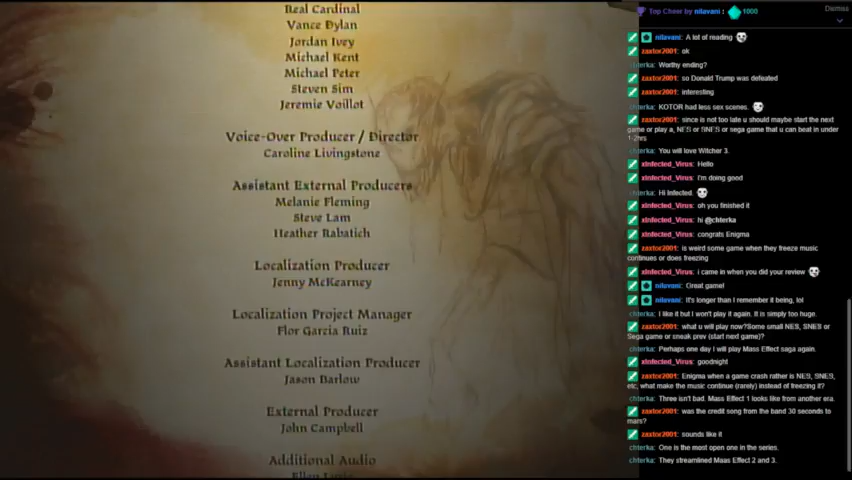 Real Cardinal
Vance Dylan
Jordan Ivey
Michael Kent
Michael Peter
Steven Sim
Jeremie Voillot
Voice-Over Producer / Director
Caroline Livingstone
Assistant External Producers
Melanie Fleming
Steve Lam
Heather Rabatich
Localization Producer
Jenny McKearney
Localization Project Manager
Flor Garcia Ruiz
Assistant Localization Producer
Jason Barlow
External Producer
John Campbell
Additional Audio
Top Cheer by nilavani : 1000
Dismiss
nilavani: A lot of reading
zaxtor2001: ok
chterka: Worthy ending?
zaxtor2001: so Donald Trump was defeated
zaxtor2001: interesting
chterka: KOTOR had less sex scenes.
zaxtor2001: since is not too late u should maybe start the next
game or play a, NES or SNES or sega game that u can beat in under
1-2hrs
chterka: You will love Witcher 3.
xInfected_Virus: Hello
xInfected_Virus: I'm doing good
chterka: Hi Infected.
xInfected_Virus: oh you finished it
xInfected_Virus: hi @chterka
xInfected_Virus: congrats Enigma
zaxtor2001: is weird some game when they freeze music
continues or does freezing
xInfected_Virus: i came in when you did your review
nilavani: Great game!
nilavani: It's longer than I remember it being, lol
chterka: I like it but I won't play it again. It is simply too huge.
zaxtor2001: what u will play now?Some small NES, SNES or
Sega game or sneak prev (start next game)?
chterka: Perhaps one day I will play Mass Effect saga again.
xInfected_Virus: goodnight
zaxtor2001: Enigma when a game crash rather is NES, SNES,
etc, what make the music continue (rarely) instead of freezing it?
chterka: Three isn't bad. Mass Effect 1 looks like from another era.
zaxtor2001: was the credit song from the band 30 seconds to
mars?
zaxtor2001: sounds like it
chterka: One is the most open one in the series.
chterka: They streamlined Maas Effect 2 and 3.